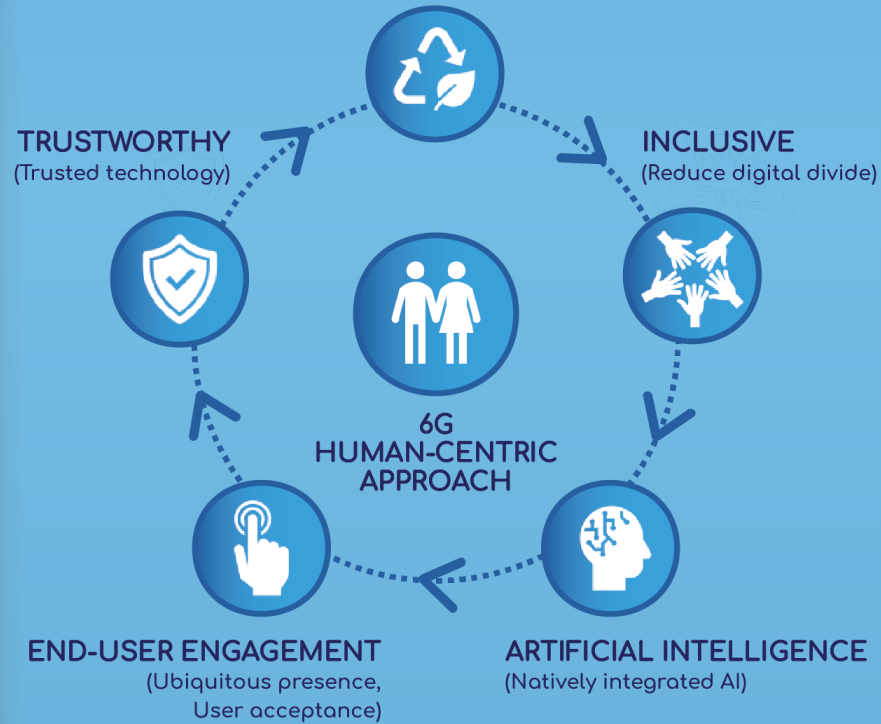 TRUSTWORTHY
(Trusted technology)
INCLUSIVE
(Reduce digital divide)
6G
HUMAN-CENTRIC
APPROACH
END-USER ENGAGEMENT
(Ubiquitous presence,
User acceptance)
ARTIFICIAL INTELLIGENCE
(Natively integrated AI)